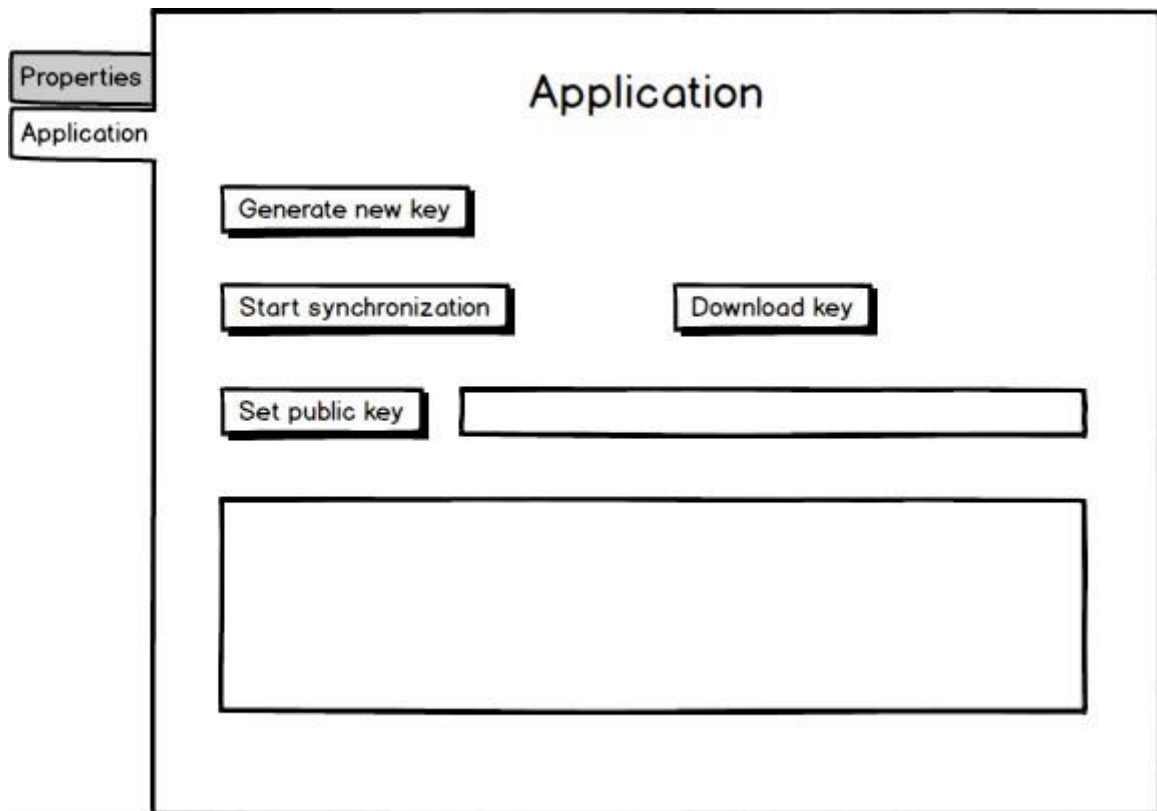 Properties
Application
Application
Generate new key
Start synchronization
Download key
Set public key